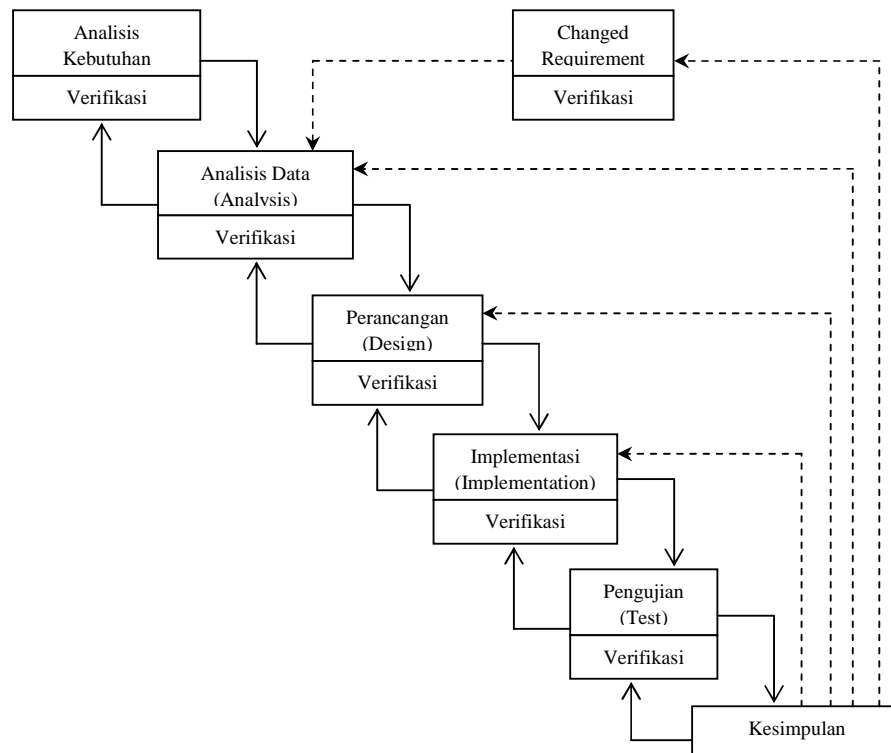 Analisis
Kebutuhan
Verifikasi
Changed
Requirement
Verifikasi
Analisis Data
(Analysis)
Verifikasi
Perancangan
(Design)
Verifikasi
Implementasi
(Implementation)
Verifikasi
Pengujian
(Test)
Verifikasi
Kesimpulan